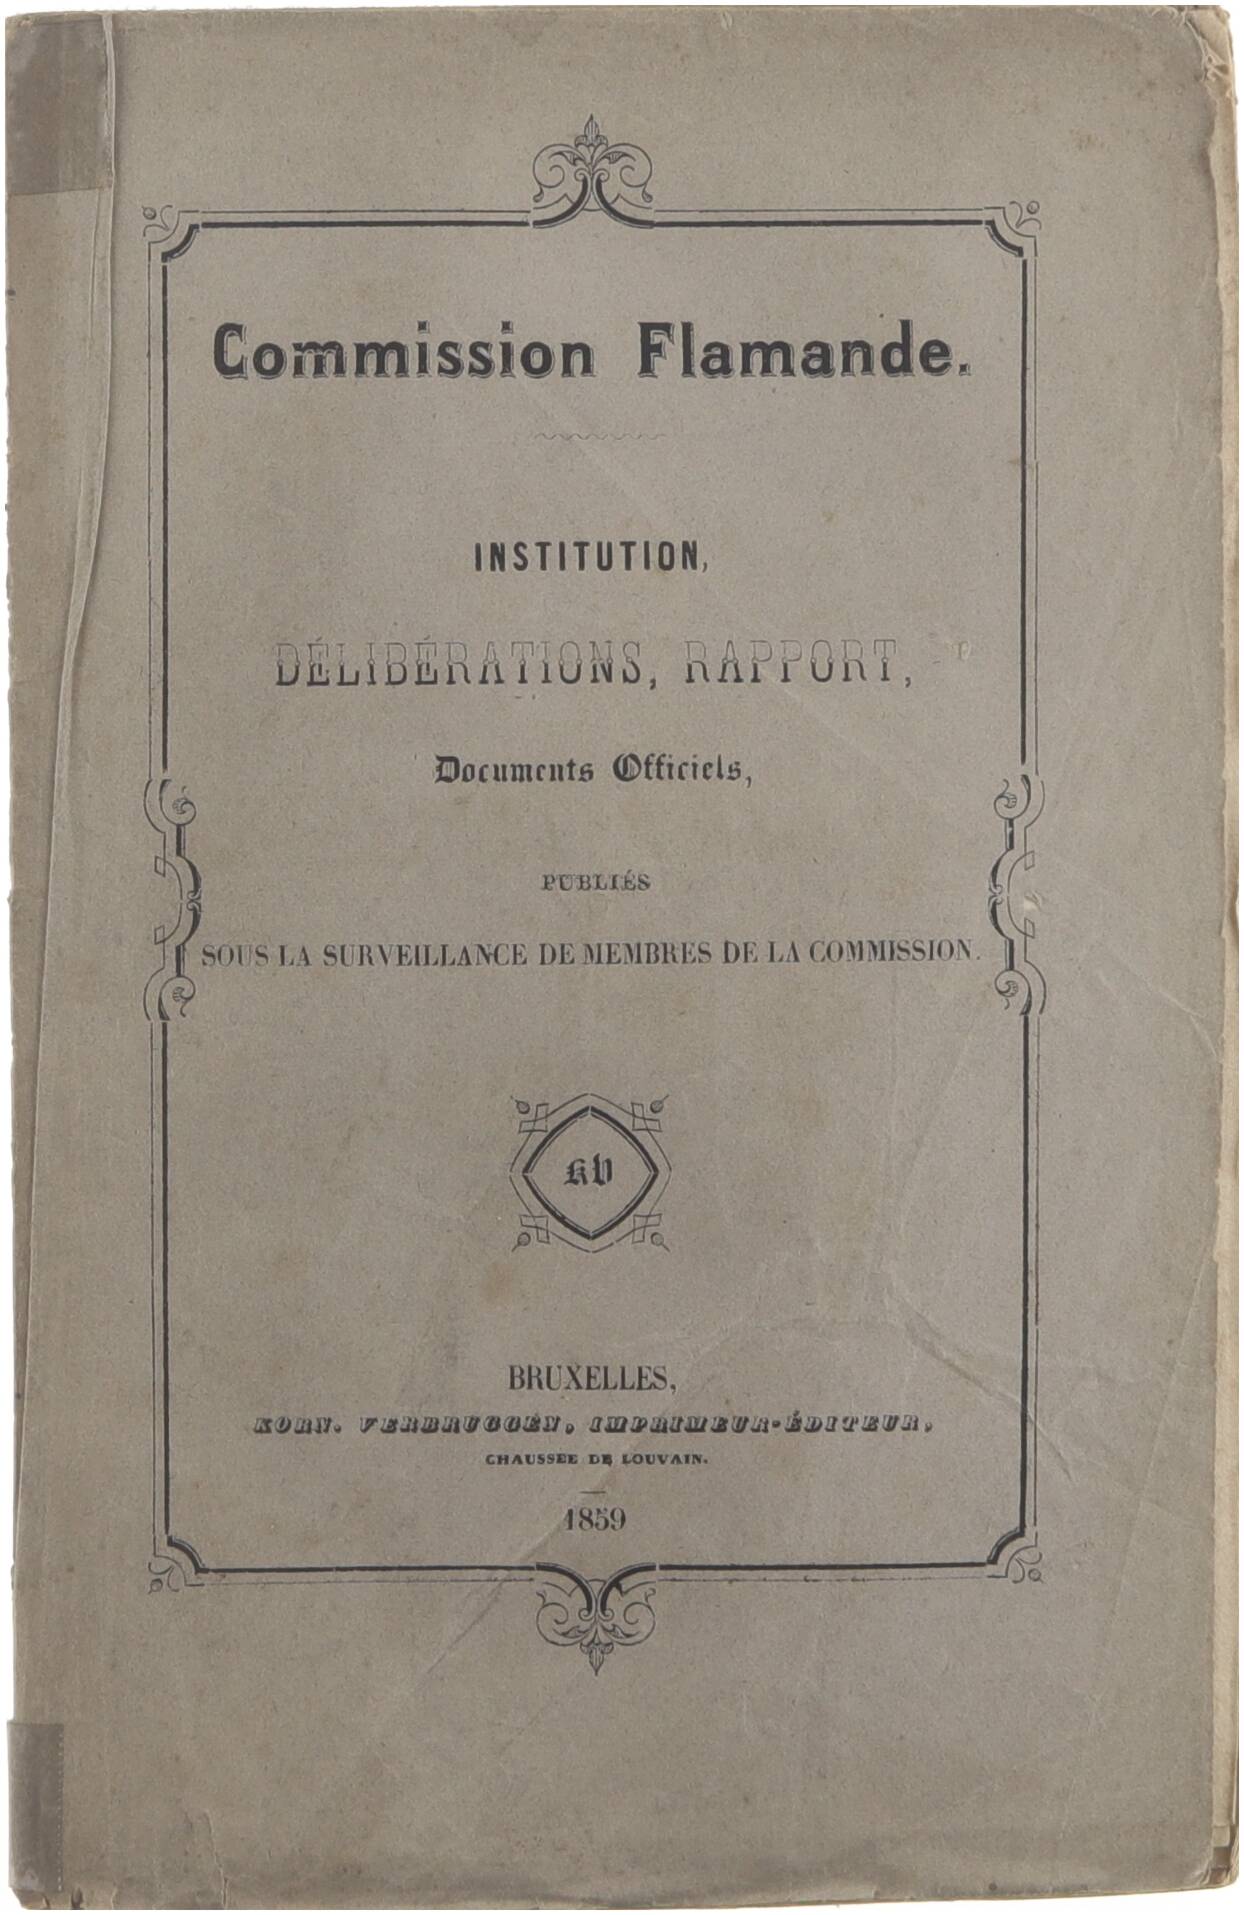 Commission Flamande.
INSTITUTION,
DÉLIBÉRATIONS, RAPPORT,
Documents Officiels,
PUBLIÉS
SOUS LA SURVEILLANCE DE MEMBRES DE LA COMMISSION.
KV
BRUXELLES,
KORN. VERBRUGGEN, IMPRIMEUR-ÉDITEUR,
CHAUSSEE DE LOUVAIN.
1859